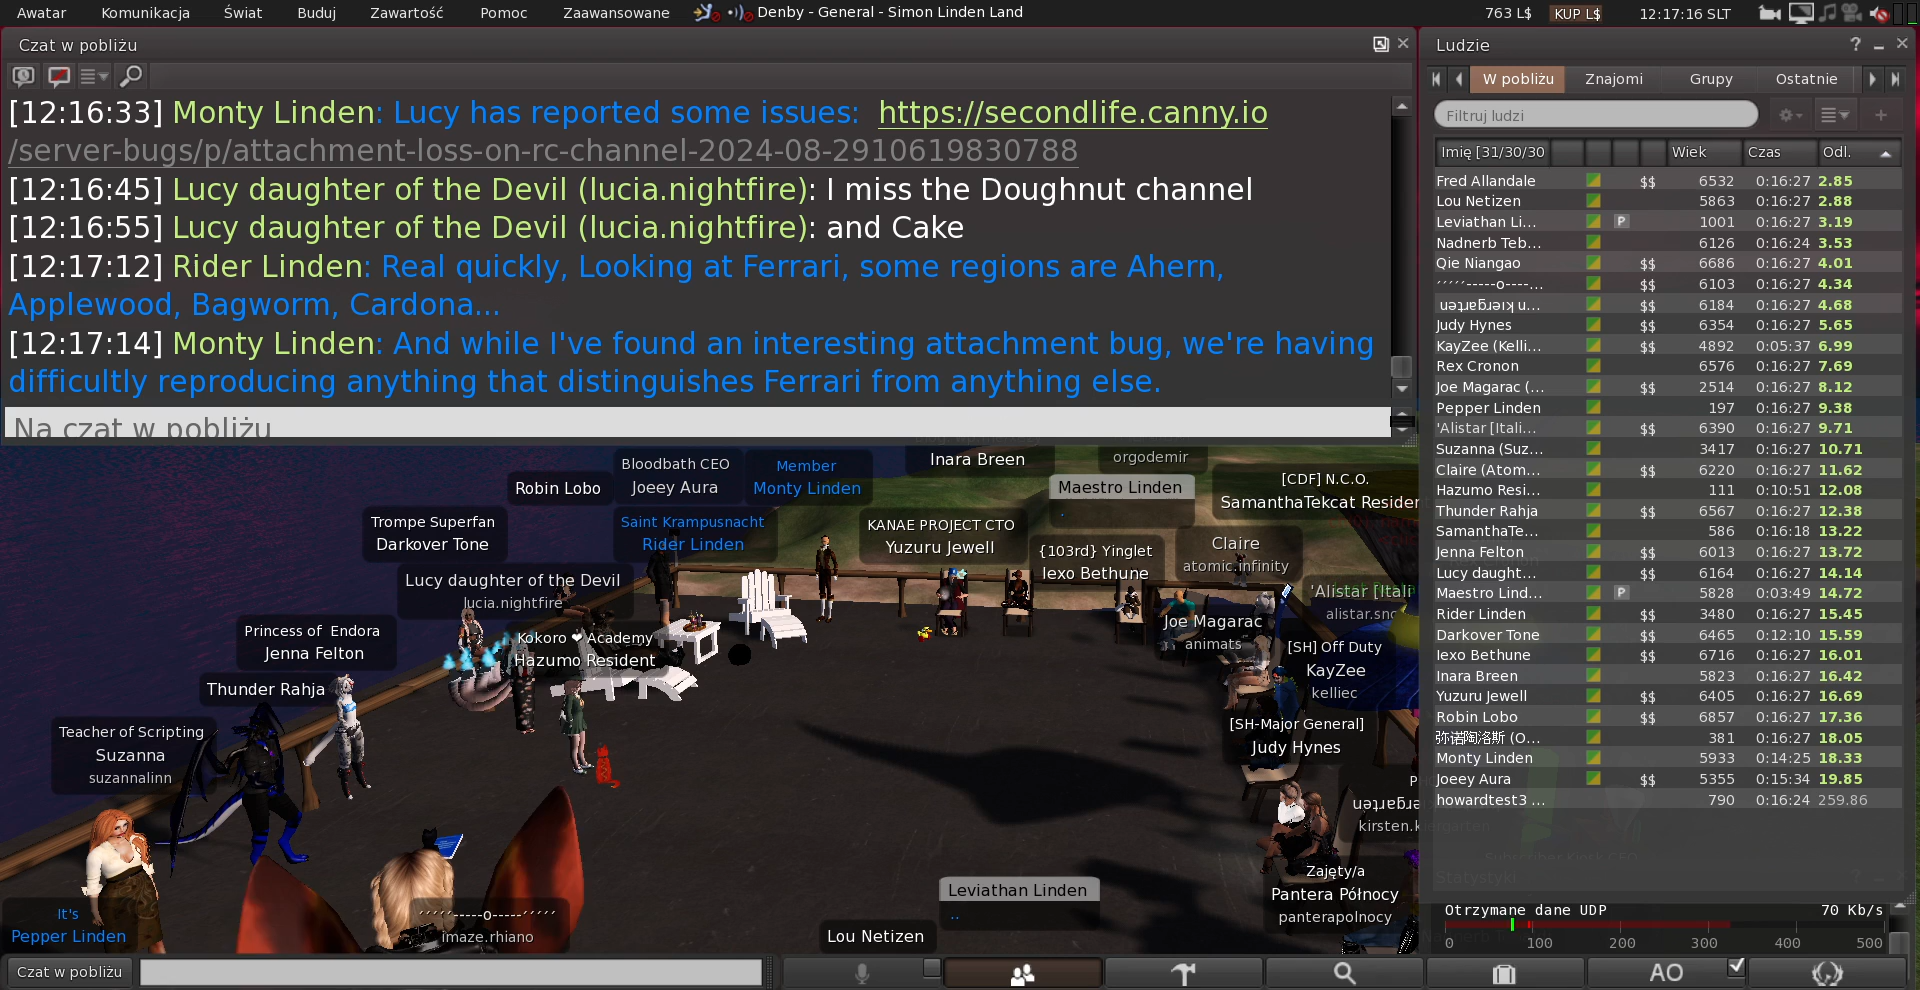 Awatar Komunikacja Świat Buduj Zawartość Pomoc Zaawansowane Denby - General - Simon Linden Land 763 L$ KUP L$ 12:17:16 SLT
Czat w pobliżu
[12:16:33] Monty Linden: Lucy has reported some issues: https://secondlife.canny.io
/server-bugs/p/attachment-loss-on-rc-channel-2024-08-2910619830788
[12:16:45] Lucy daughter of the Devil (lucia.nightfire): I miss the Doughnut channel
[12:16:55] Lucy daughter of the Devil (lucia.nightfire): and Cake
[12:17:12] Rider Linden: Real quickly, Looking at Ferrari, some regions are Ahern,
Applewood, Bagworm, Cardona...
[12:17:14] Monty Linden: And while I've found an interesting attachment bug, we're having
difficultly reproducing anything that distinguishes Ferrari from anything else.
Na czat w pobliżu
Inara Breen
orgodemir
Bloodbath CEO
Joeey Aura
Member
Monty Linden
Robin Lobo
Maestro Linden
.
[CDF] N.C.O.
SamanthaTekcat Resident
Trompe Superfan
Darkover Tone
Saint Krampusnacht
Rider Linden
KANAE PROJECT CTO
Yuzuru Jewell
{103rd} Yinglet
Iexo Bethune
Claire
atomic.infinity
Lucy daughter of the Devil
lucia.nightfire
'Alistar [Itali
alistar.sno
Joe Magarac
animats
Princess of Endora
Jenna Felton
Kokoro ❤ Academy
Hazumo Resident
[SH] Off Duty
KayZee
kelliec
Thunder Rahja
[SH-Major General]
Judy Hynes
Teacher of Scripting
Suzanna
suzannalinn
Zajęty/a
Pantera Północy
panterapolnocy
Leviathan Linden
..
It's
Pepper Linden
´´´´´-----o-----´´´´´
imaze.rhiano
Lou Netizen
Czat w pobliżu
AO
Ludzie
? _
W pobliżu Znajomi Grupy Ostatnie
Filtruj ludzi
Imię [31/30/30 Wiek Czas Odl.
Fred Allandale $$ 6532 0:16:27 2.85
Lou Netizen 5863 0:16:27 2.88
Leviathan Li... P 1001 0:16:27 3.19
Nadnerb Teb... 6126 0:16:24 3.53
Qie Niangao $$ 6686 0:16:27 4.01
´´´´´-----o----... $$ 6103 0:16:27 4.34
uǝʇɹɐƃɹǝıʞ u... $$ 6184 0:16:27 4.68
Judy Hynes $$ 6354 0:16:27 5.65
KayZee (Kelli... $$ 4892 0:05:37 6.99
Rex Cronon 6576 0:16:27 7.69
Joe Magarac (... $$ 2514 0:16:27 8.12
Pepper Linden 197 0:16:27 9.38
'Alistar [Itali... $$ 6390 0:16:27 9.71
Suzanna (Suz... 3417 0:16:27 10.71
Claire (Atom... $$ 6220 0:16:27 11.62
Hazumo Resi... 111 0:10:51 12.08
Thunder Rahja $$ 6567 0:16:27 12.38
SamanthaTe... 586 0:16:18 13.22
Jenna Felton $$ 6013 0:16:27 13.72
Lucy daught... $$ 6164 0:16:27 14.14
Maestro Lind... P 5828 0:03:49 14.72
Rider Linden $$ 3480 0:16:27 15.45
Darkover Tone $$ 6465 0:12:10 15.59
Iexo Bethune $$ 6716 0:16:27 16.01
Inara Breen 5823 0:16:27 16.42
Yuzuru Jewell $$ 6405 0:16:27 16.69
Robin Lobo $$ 6857 0:16:27 17.36
弥诺陶洛斯 (O... 381 0:16:27 18.05
Monty Linden 5933 0:14:25 18.33
Joeey Aura $$ 5355 0:15:34 19.85
howardtest3 ... 790 0:16:24 259.86
Statystyki
Otrzymane dane UDP 70 Kb/s
0 100 200 300 400 500